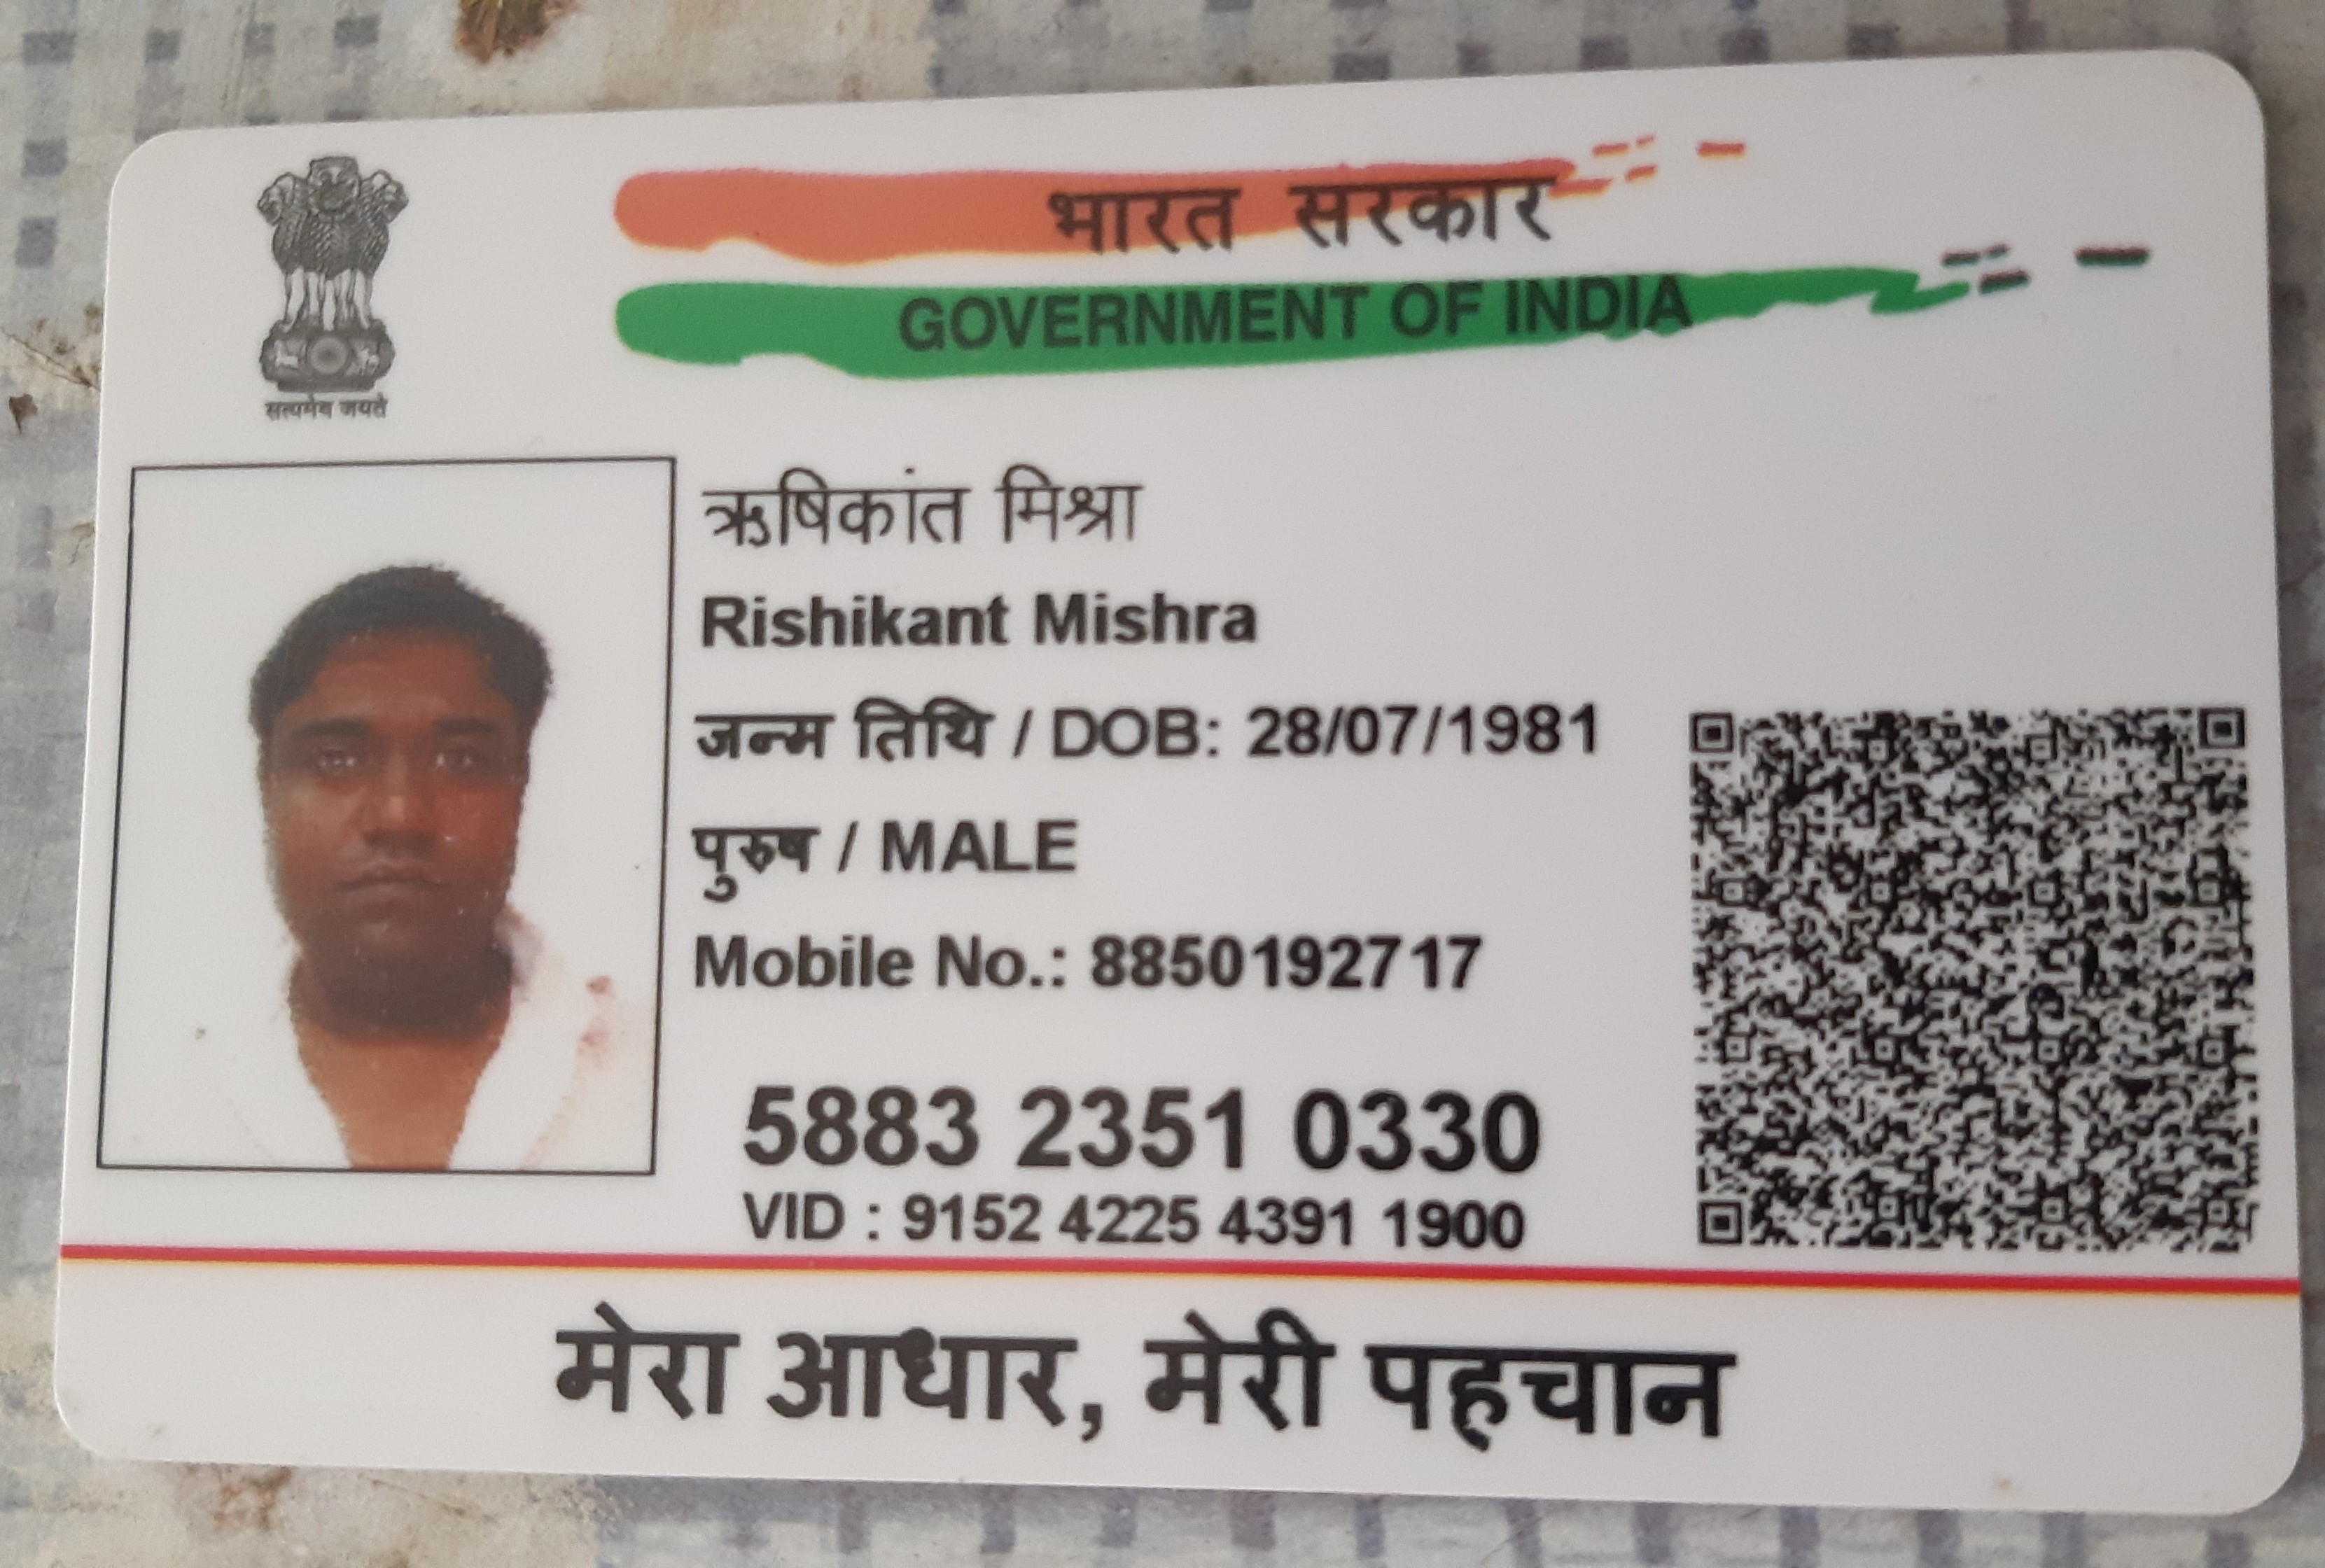 भारत सरकार
GOVERNMENT OF INDIA
सत्यमेव जयते
ऋषिकांत मिश्रा
Rishikant Mishra
जन्म तिथि / DOB: 28/07/1981
पुरुष / MALE
Mobile No.: 8850192717
5883 2351 0330
VID : 9152 4225 4391 1900
मेरा आधार, मेरी पहचान